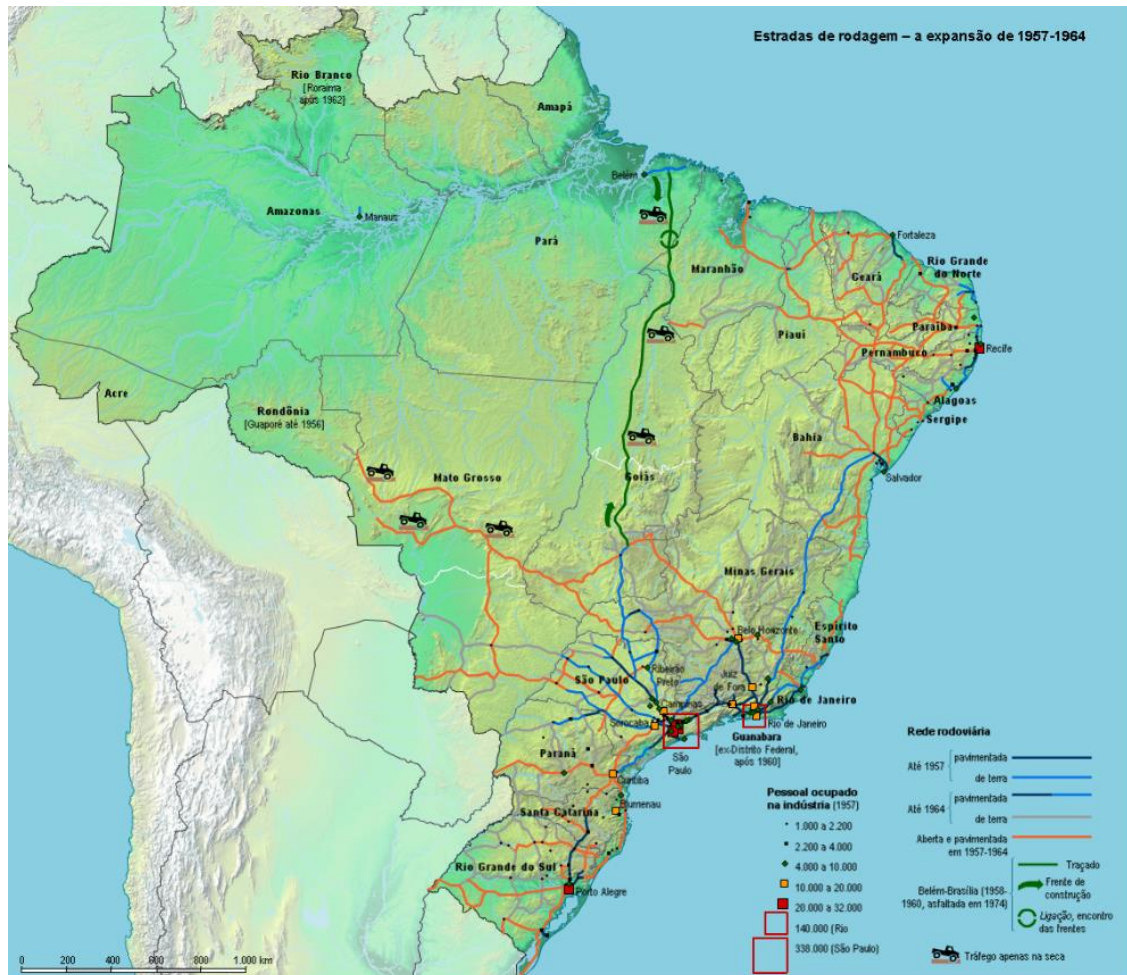 Estradas de rodagem – a expansão de 1957-1964
Rio Branco
[Roraima
após 1962]
Amapá
Belém
Amazonas
Manaus
Pará
Maranhão
Fortaleza
Ceará
Rio Grande
do Norte
Paraíba
Piauí
Pernambuco
Recife
Acre
Alagoas
Sergipe
Rondônia
[Guaporé até 1956]
Bahia
Mato Grosso
Goiás
Salvador
Minas Gerais
Espírito
Santo
Belo Horizonte
Ribeirão
Preto
São Paulo
Juiz
de Fora
Campinas
Rio de Janeiro
Sorocaba
Rio de Janeiro
Guanabara
[ex-Distrito Federal,
após 1960]
São
Paulo
Paraná
Curitiba
Blumenau
Santa Catarina
Rio Grande do Sul
Porto Alegre
Pessoal ocupado
na indústria (1957)
1.000 a 2.200
2.200 a 4.000
4.000 a 10.000
10.000 a 20.000
20.000 a 32.000
140.000 (Rio
338.000 (São Paulo)
Rede rodoviária
Até 1957
pavimentada
de terra
Até 1964
pavimentada
de terra
Aberta e pavimentada
em 1957-1964
Belém-Brasília (1958-
1960, asfaltada em 1974)
Traçado
Frente de
construção
Ligação, encontro
das frentes
Tráfego apenas na seca
0 200 400 600 800 1.000 km